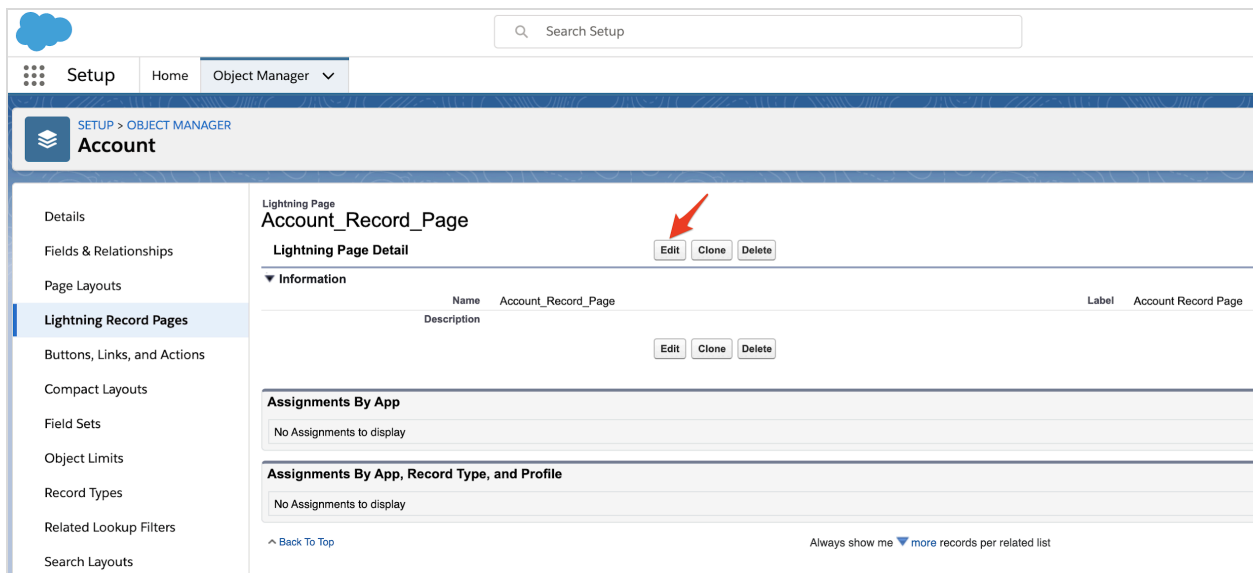 Search Setup
Setup
Home
Object Manager
SETUP > OBJECT MANAGER
Account
Details
Fields & Relationships
Page Layouts
Lightning Record Pages
Buttons, Links, and Actions
Compact Layouts
Field Sets
Object Limits
Record Types
Related Lookup Filters
Search Layouts
Lightning Page
Account_Record_Page
Lightning Page Detail
Edit Clone Delete
Information
Name Account_Record_Page Label Account Record Page
Description
Edit Clone Delete
Assignments By App
No Assignments to display
Assignments By App, Record Type, and Profile
No Assignments to display
Back To Top Always show me more records per related list